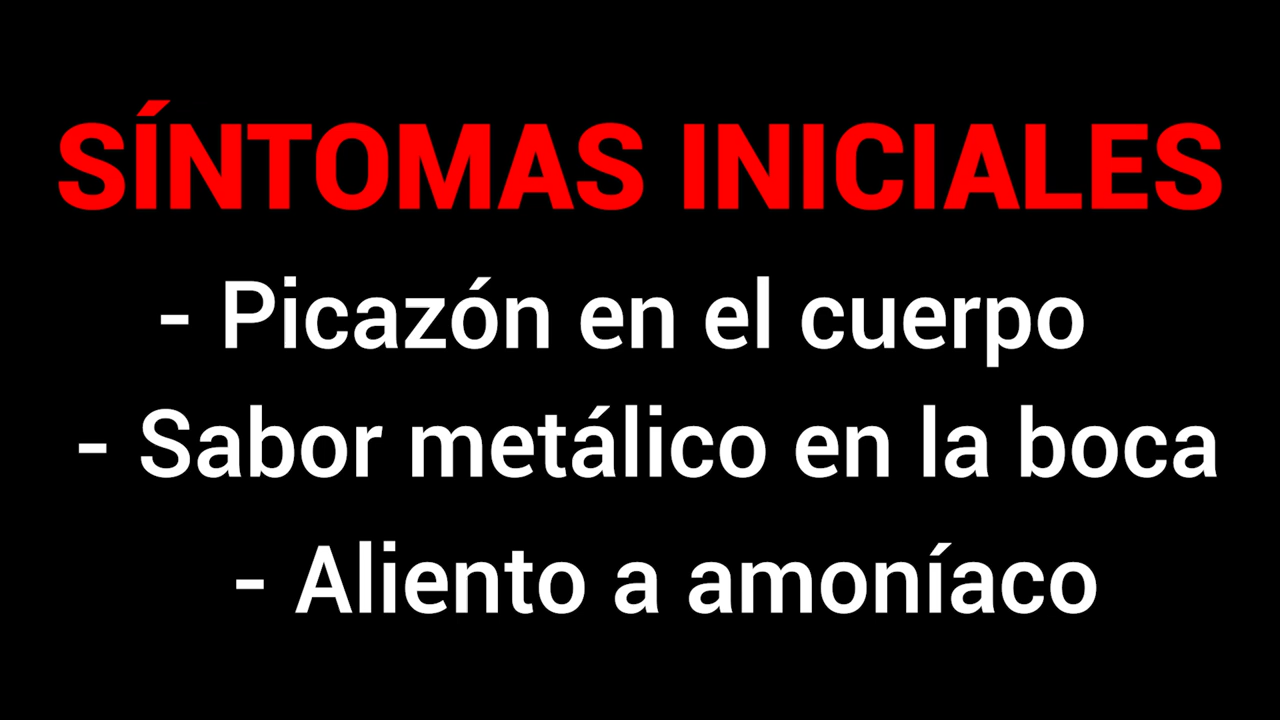 SÍNTOMAS INICIALES
- Picazón en el cuerpo
- Sabor metálico en la boca
- Aliento a amoníaco